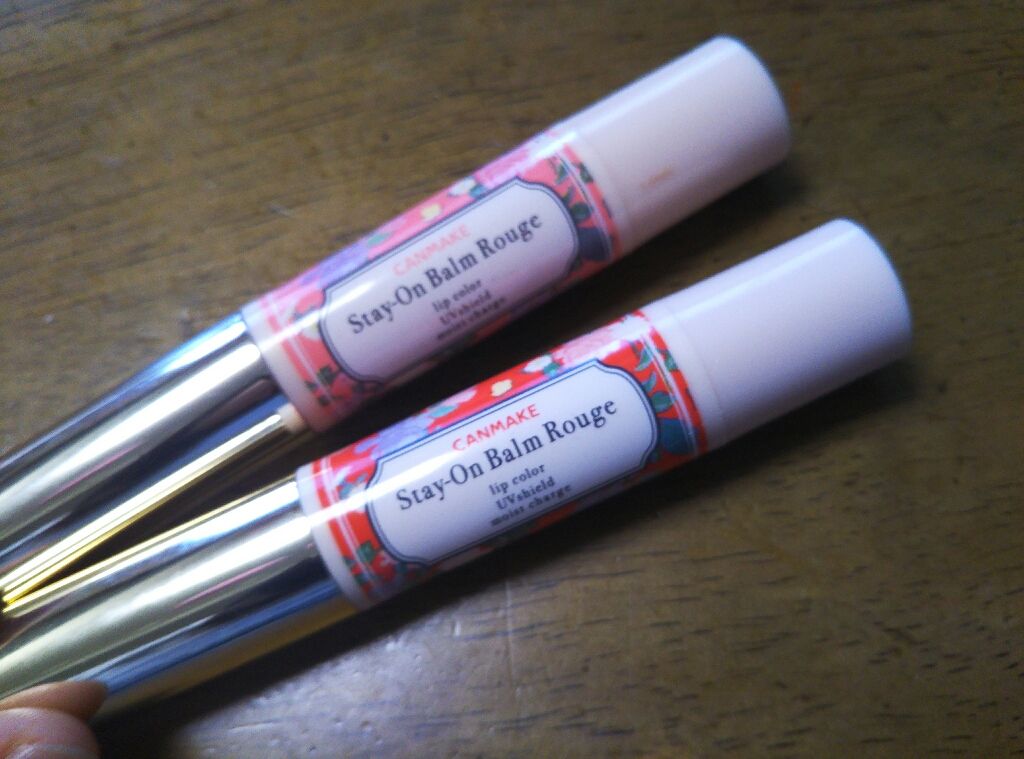 CANMAKE
Stay-On Balm Rouge
lip color
UVshield
moist charge
CANMAKE
Stay-On Balm Rouge
lip color
UVshield
moist charge